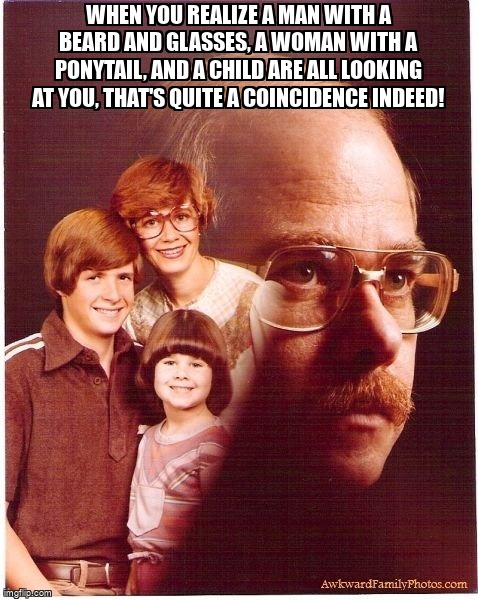 WHEN YOU REALIZE A MAN WITH A
BEARD AND GLASSES, A WOMAN WITH A
PONYTAIL, AND A CHILD ARE ALL LOOKING
AT YOU, THAT'S QUITE A COINCIDENCE INDEED!
AwkwardFamilyPhotos.com
imgflip.com